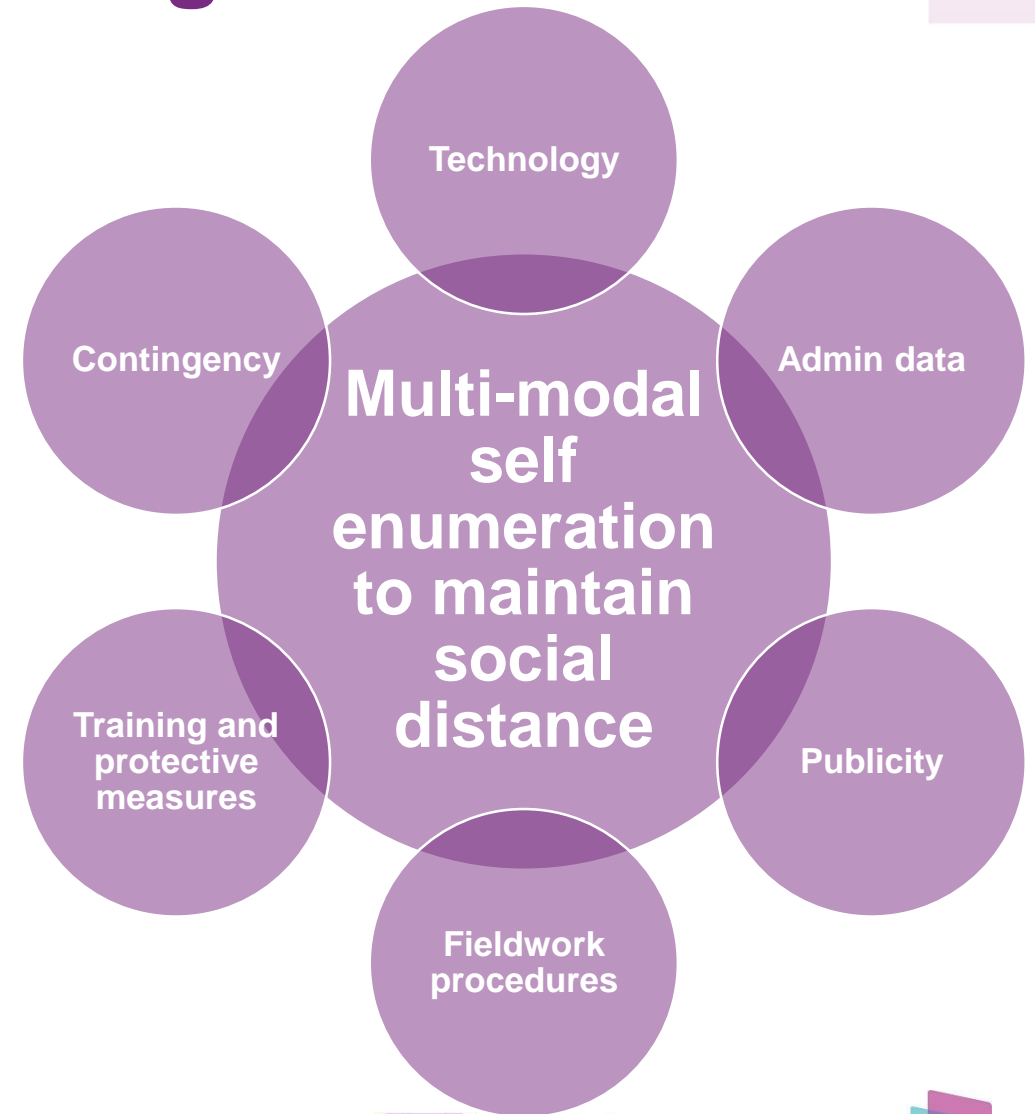 Technology
Contingency
Admin data
Multi-modal
self
enumeration
to maintain
social
distance
Training and
protective
measures
Publicity
Fieldwork
procedures